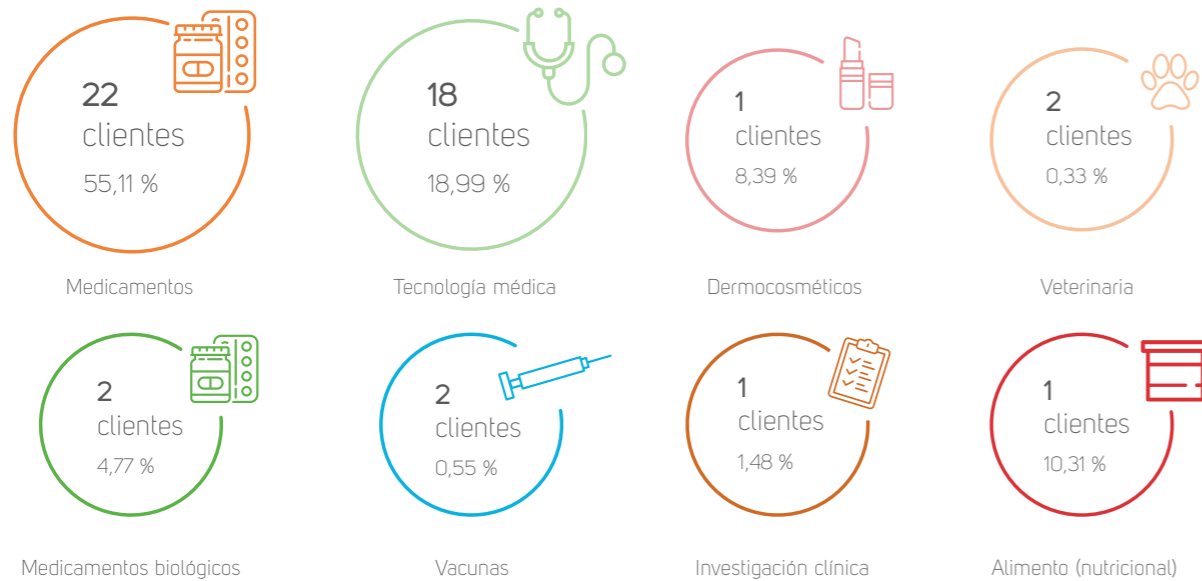 22
clientes
55,11 %
Medicamentos
18
clientes
18,99 %
Tecnología médica
1
clientes
8,39 %
Dermocosméticos
2
clientes
0,33 %
Veterinaria
2
clientes
4,77 %
Medicamentos biológicos
2
clientes
0,55 %
Vacunas
1
clientes
1,48 %
Investigación clínica
1
clientes
10,31 %
Alimento (nutricional)